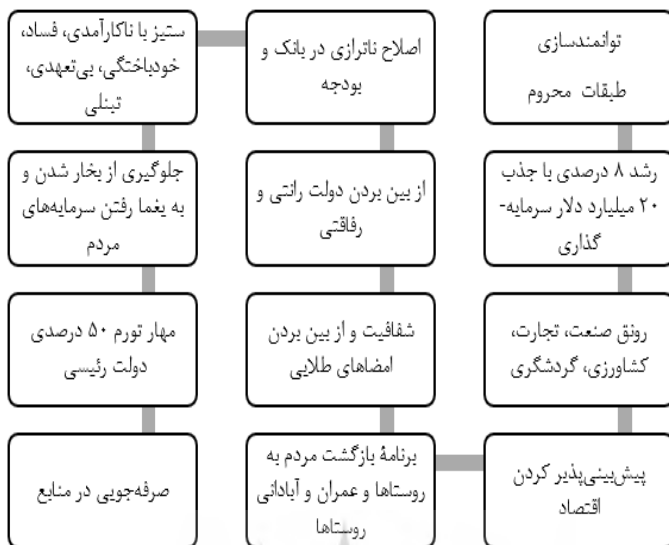 توانمندسازی
طبقات محروم
رشد ۸ درصدی با جذب
۲۰ میلیارد دلار سرمایه-
گذاری
رونق صنعت، تجارت،
کشاورزی، گردشگری
پیش‌بینی‌پذیر کردن
اقتصاد
برنامهٔ بازگشت مردم به
روستاها و عمران و آبادانی
روستاها
شفافیت و از بین بردن
امضاهای طلایی
از بین بردن دولت رانتی و
رفاقتی
اصلاح ناترازی در بانک و
بودجه
ستیز با ناکارآمدی، فساد،
خودباختگی، بی‌تعهدی،
تنبلی
جلوگیری از بخار شدن و
به یغما رفتن سرمایه‌های
مردم
مهار تورم ۵۰ درصدی
دولت رئیسی
صرفه‌جویی در منابع